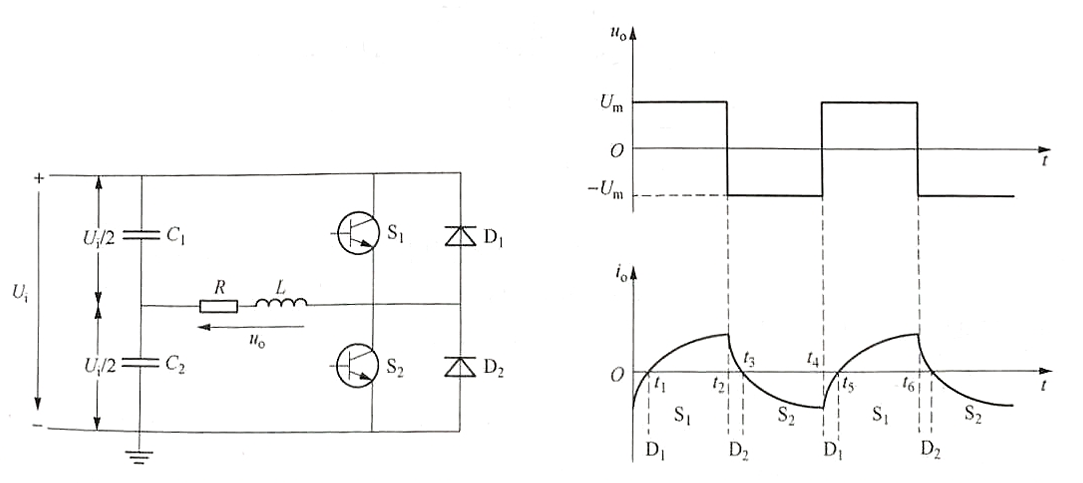 +
U_i/2
C_1
S_1
D_1
U_i
R
L
u_o
U_i/2
C_2
S_2
D_2
−
u_o
U_m
O
t
−U_m
i_o
O
t_1
t_2
t_3
t_4
t_5
t_6
t
S_1
S_2
S_1
S_2
D_1
D_2
D_1
D_2